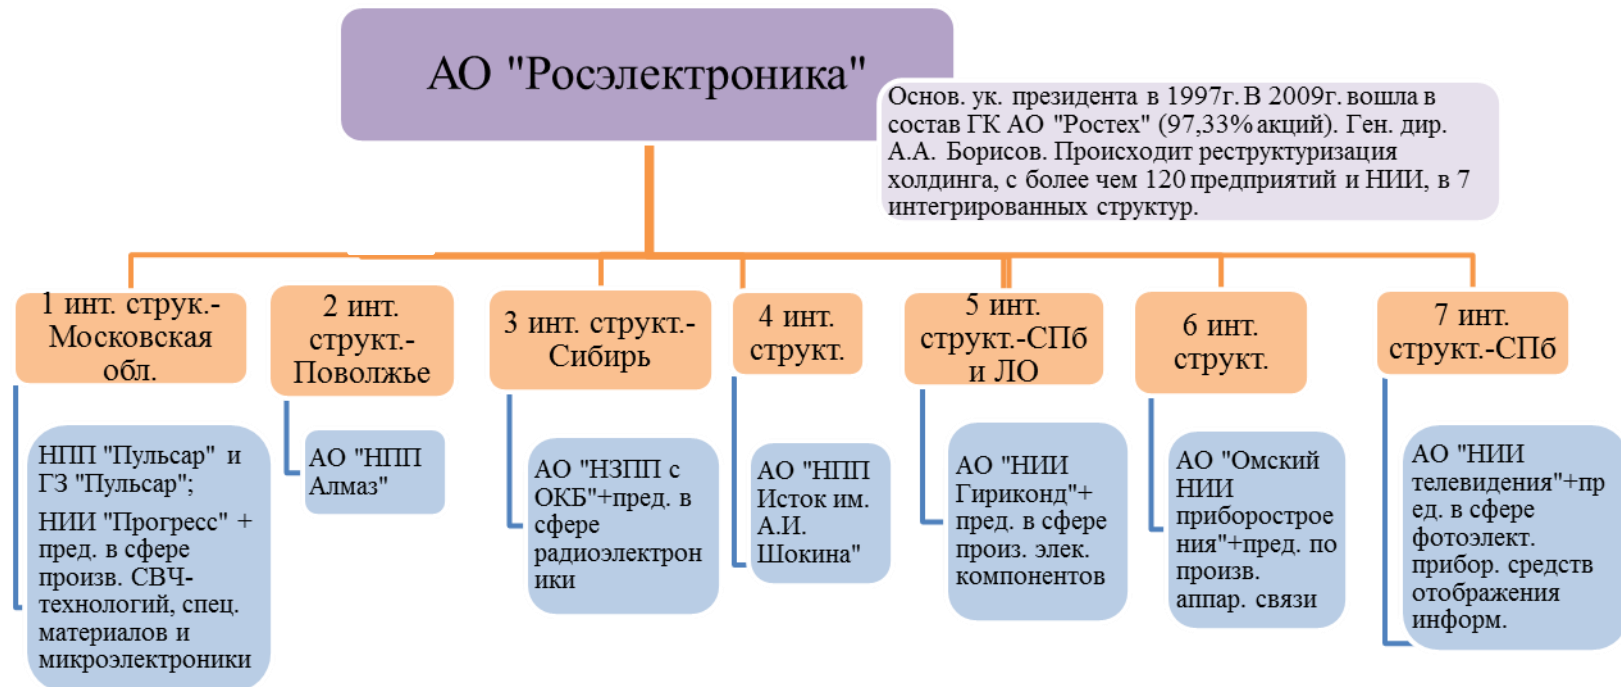 АО "Росэлектроника"
Основ. ук. президента в 1997г. В 2009г. вошла в
состав ГК АО "Ростех" (97,33% акций). Ген. дир.
А.А. Борисов. Происходит реструктуризация
холдинга, с более чем 120 предприятий и НИИ, в 7
интегрированных структур.
1 инт. струк.-
Московская
обл.
2 инт.
структ.-
Поволжье
3 инт. структ.-
Сибирь
4 инт.
структ.
5 инт.
структ.-СПб
и ЛО
6 инт.
структ.
7 инт.
структ.-СПб
НПП "Пульсар" и
ГЗ "Пульсар";
НИИ "Прогресс" +
пред. в сфере
произв. СВЧ-
технологий, спец.
материалов и
микроэлектроники
АО "НПП
Алмаз"
АО "НЗПП с
ОКБ"+пред. в
сфере
радиоэлектрон
ики
АО "НПП
Исток им.
А.И.
Шокина"
АО "НИИ
Гириконд"+
пред. в сфере
произ. элек.
компонентов
АО "Омский
НИИ
приборострое
ния"+пред. по
произв.
аппар. связи
АО "НИИ
телевидения"+пр
ед. в сфере
фотоэлект.
прибор. средств
отображения
информ.